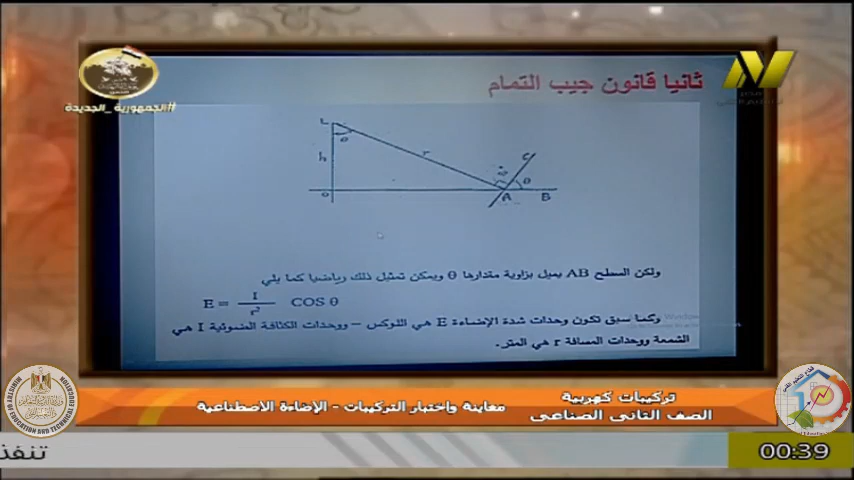 ثانيا قانون جيب التمام
#الجمهورية_الجديدة
L
θ
h
r
C
θ
O
A
B
ولكن السطح AB يميل بزاوية مقدارها θ ويمكن تمثيل ذلك رياضيا كما يلي
E = I / r² COS θ
وكما سبق تكون وحدات شدة الإضاءة E هي اللوكس – ووحدات الكثافة الضوئية I هي
الشمعة ووحدات المسافة r هي المتر.
تركيبات كهربية
الصف الثانى الصناعى
معاينة واختبار التركيبات - الإضاءة الاصطناعية
تنفذ
00:39